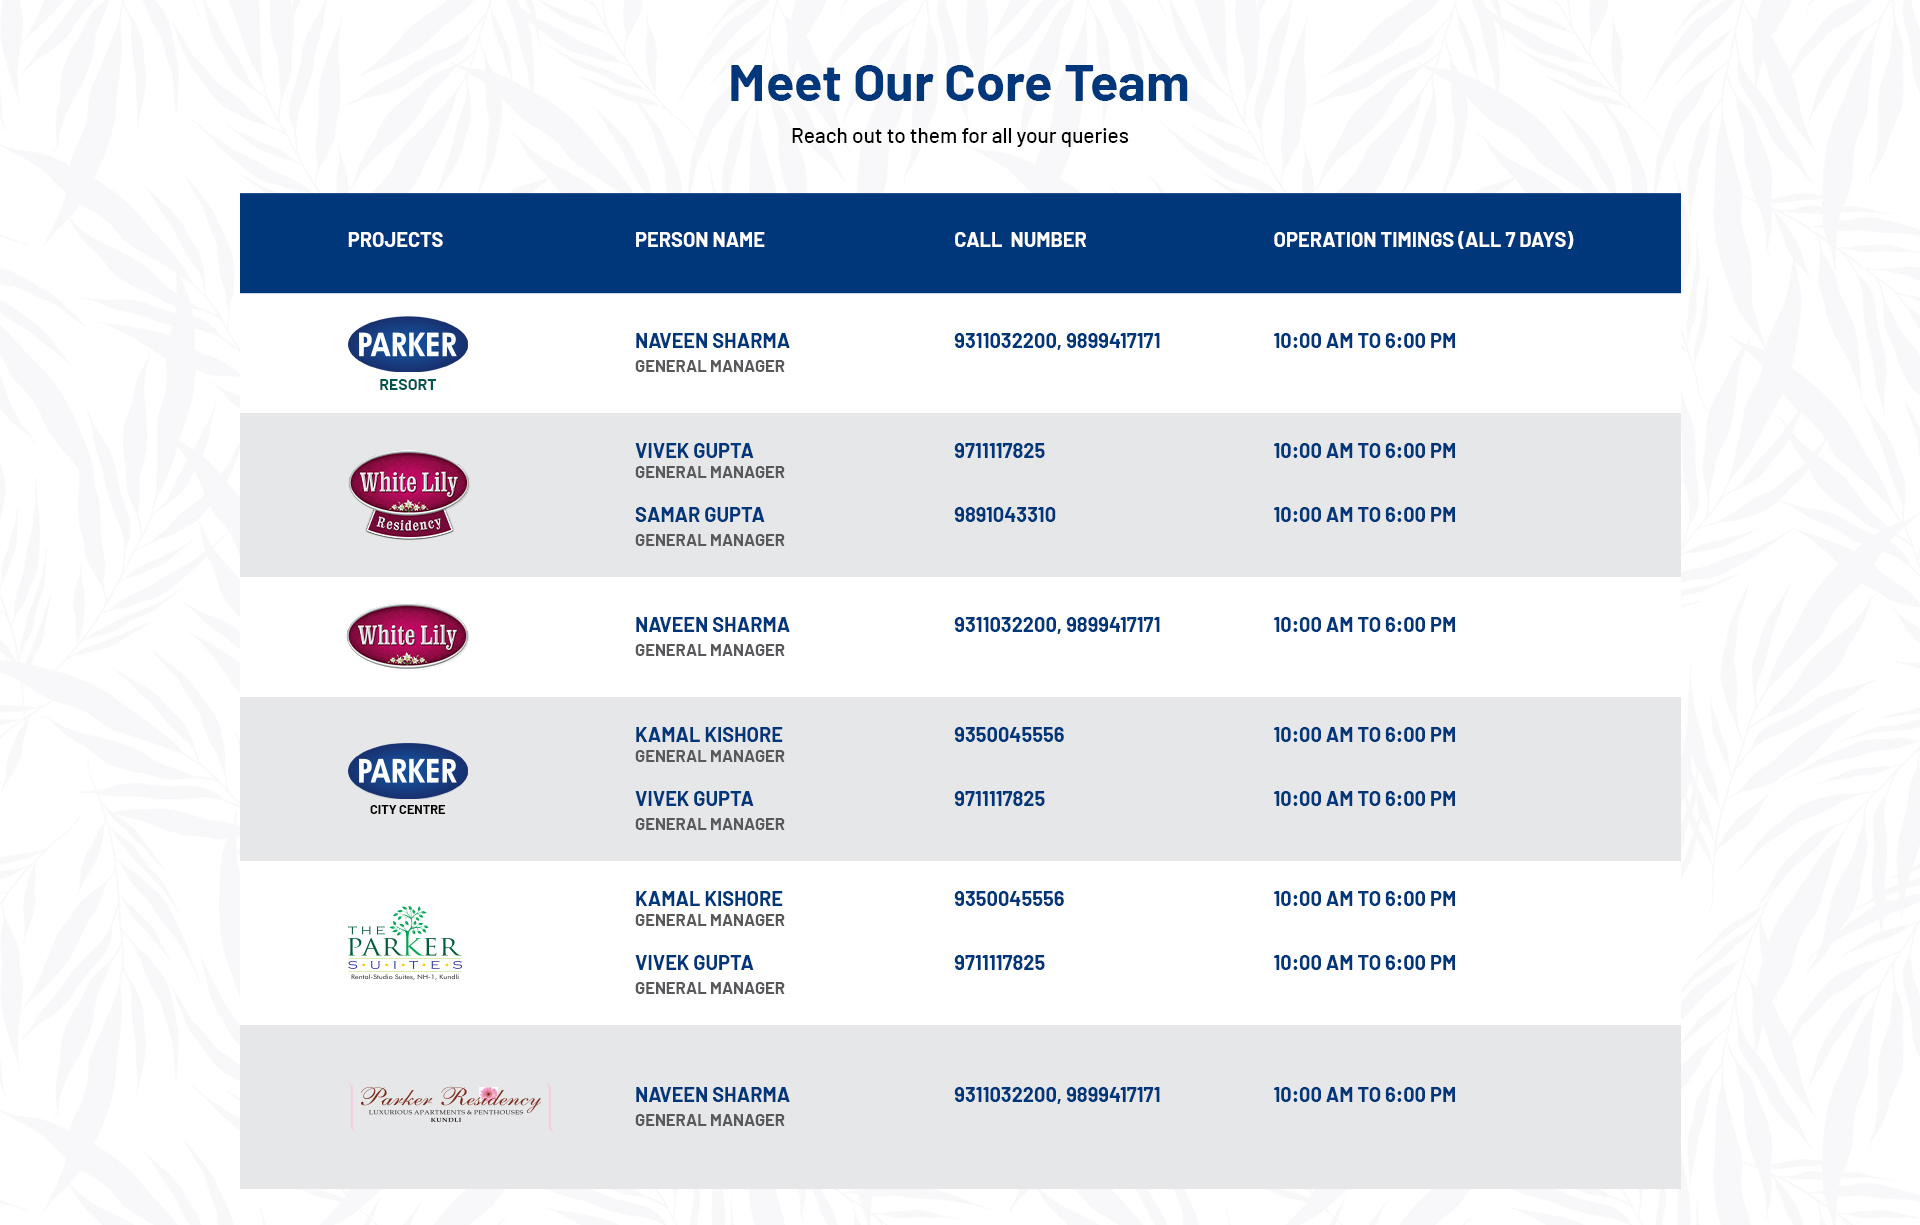 Meet Our Core Team
Reach out to them for all your queries
PROJECTS PERSON NAME CALL NUMBER OPERATION TIMINGS (ALL 7 DAYS)
PARKER
RESORT
NAVEEN SHARMA 9311032200, 9899417171 10:00 AM TO 6:00 PM
GENERAL MANAGER
White Lily
Residency
VIVEK GUPTA 9711117825 10:00 AM TO 6:00 PM
GENERAL MANAGER
SAMAR GUPTA 9891043310 10:00 AM TO 6:00 PM
GENERAL MANAGER
White Lily
NAVEEN SHARMA 9311032200, 9899417171 10:00 AM TO 6:00 PM
GENERAL MANAGER
PARKER
CITY CENTRE
KAMAL KISHORE 9350045556 10:00 AM TO 6:00 PM
GENERAL MANAGER
VIVEK GUPTA 9711117825 10:00 AM TO 6:00 PM
GENERAL MANAGER
THE
PARKER
S·U·I·T·E·S
Rental-Studio Suites, NH-1, Kundli
KAMAL KISHORE 9350045556 10:00 AM TO 6:00 PM
GENERAL MANAGER
VIVEK GUPTA 9711117825 10:00 AM TO 6:00 PM
GENERAL MANAGER
Parker Residency
LUXURIOUS APARTMENTS & PENTHOUSES
KUNDLI
NAVEEN SHARMA 9311032200, 9899417171 10:00 AM TO 6:00 PM
GENERAL MANAGER